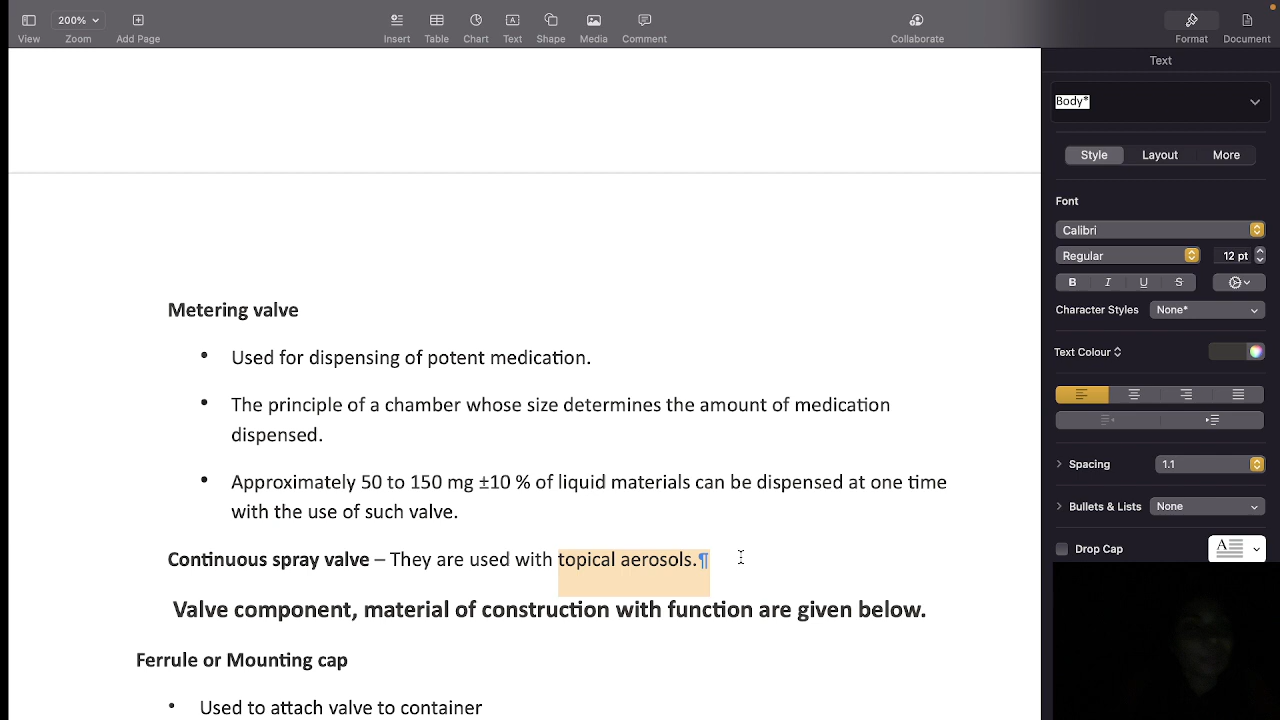 200%
View Zoom Add Page Insert Table Chart Text Shape Media Comment Collaborate Format Document
Text
Body*
Style Layout More
Font
Calibri
Regular 12 pt
B I U S
Character Styles None*
Text Colour
Spacing 1.1
Bullets & Lists None
Drop Cap A
Metering valve
• Used for dispensing of potent medication.
• The principle of a chamber whose size determines the amount of medication
dispensed.
• Approximately 50 to 150 mg ±10 % of liquid materials can be dispensed at one time
with the use of such valve.
Continuous spray valve – They are used with topical aerosols.¶
Valve component, material of construction with function are given below.
Ferrule or Mounting cap
• Used to attach valve to container